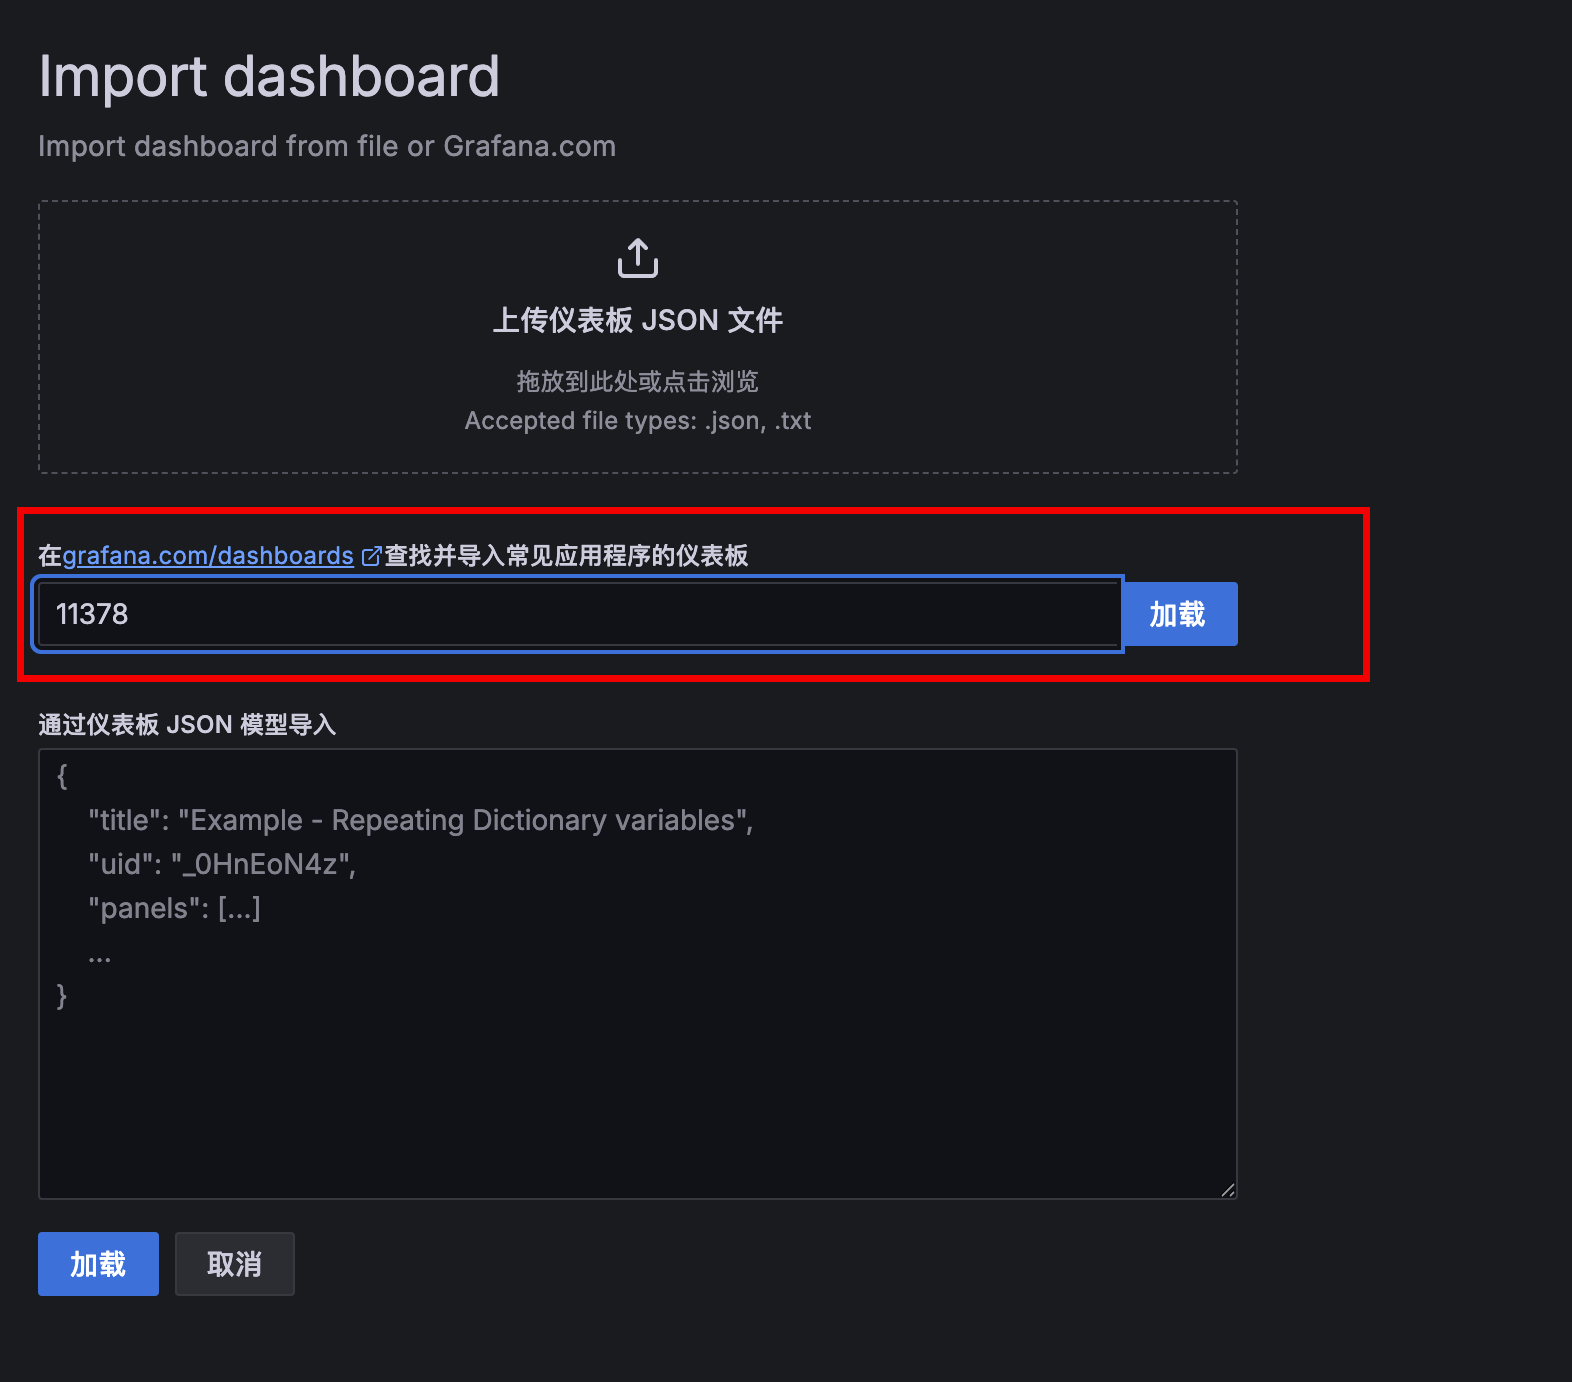 Import dashboard
Import dashboard from file or Grafana.com
上传仪表板 JSON 文件
拖放到此处或点击浏览
Accepted file types: .json, .txt
在grafana.com/dashboards查找并导入常见应用程序的仪表板
11378
加载
通过仪表板 JSON 模型导入
{
"title": "Example - Repeating Dictionary variables",
"uid": "_0HnEoN4z",
"panels": [...]
...
}
加载
取消